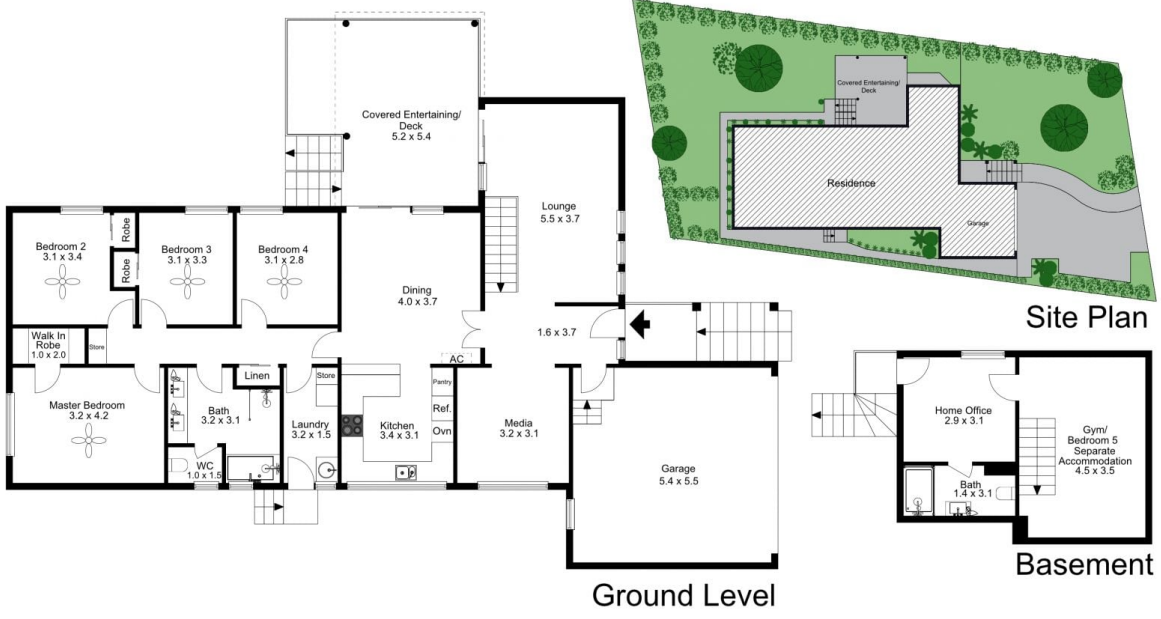 Covered Entertaining/
Deck
5.2 x 5.4
Lounge
5.5 x 3.7
Bedroom 2
3.1 x 3.4
Robe
Robe
Bedroom 3
3.1 x 3.3
Bedroom 4
3.1 x 2.8
Dining
4.0 x 3.7
1.6 x 3.7
AC
Walk In
Robe
1.0 x 2.0
Store
Linen
Store
Master Bedroom
3.2 x 4.2
Bath
3.2 x 3.1
WC
1.0 x 1.5
Laundry
3.2 x 1.5
Kitchen
3.4 x 3.1
Pantry
Ref.
Ovn
Media
3.2 x 3.1
Garage
5.4 x 5.5
Ground Level
Covered Entertaining/
Deck
Residence
Garage
Site Plan
Home Office
2.9 x 3.1
Gym/
Bedroom 5
Separate
Accommodation
4.5 x 3.5
Bath
1.4 x 3.1
Basement